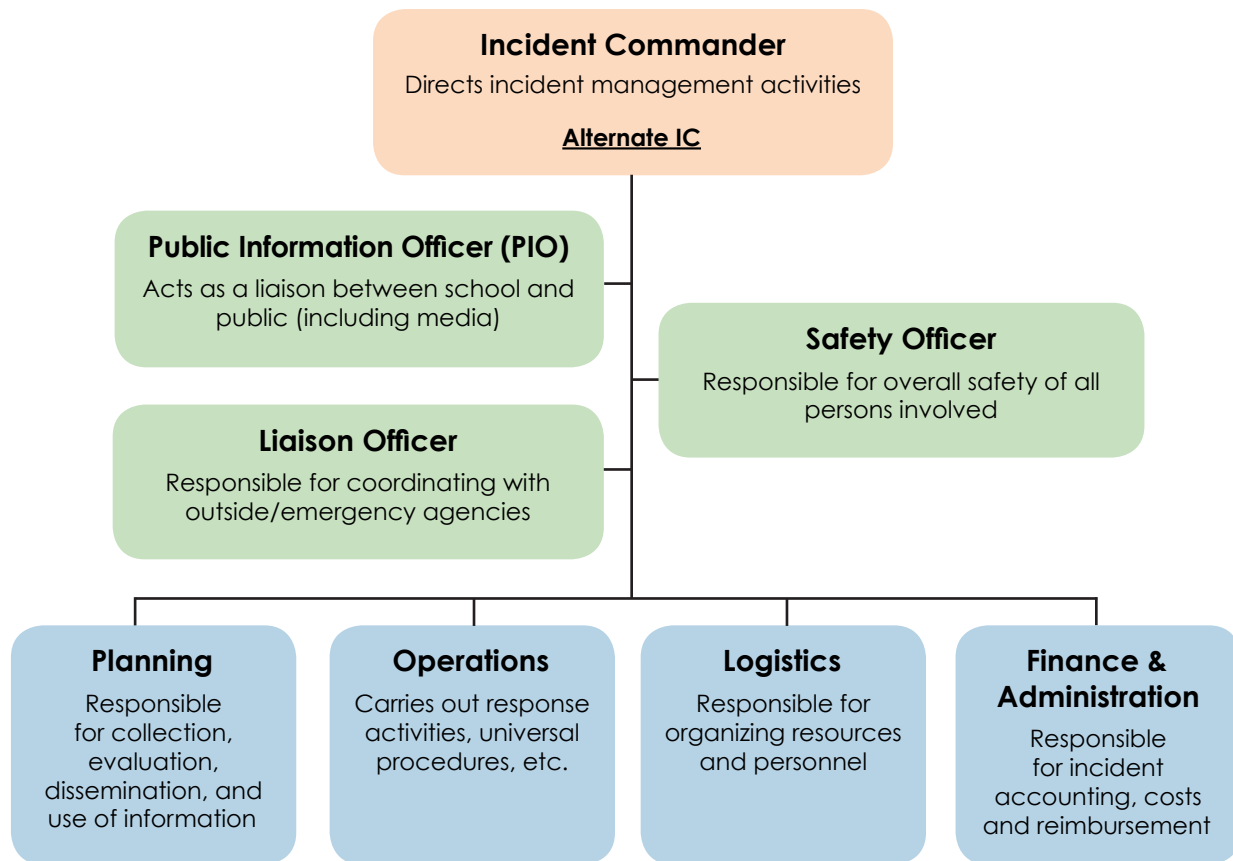 Incident Commander
Directs incident management activities
Alternate IC
Public Information Officer (PIO)
Acts as a liaison between school and
public (including media)
Safety Officer
Responsible for overall safety of all
persons involved
Liaison Officer
Responsible for coordinating with
outside/emergency agencies
Planning
Responsible
for collection,
evaluation,
dissemination, and
use of information
Operations
Carries out response
activities, universal
procedures, etc.
Logistics
Responsible for
organizing resources
and personnel
Finance &
Administration
Responsible
for incident
accounting, costs
and reimbursement